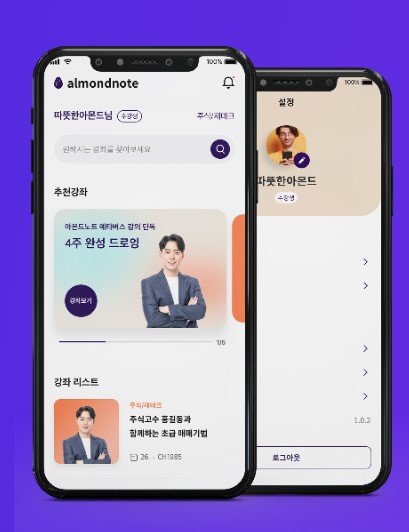 100%
almondnote
따뜻한아몬드님 수강생 주식/재테크
원하시는 강좌를 찾아보세요
추천강좌
아몬드노트 메타버스 강의 단독
4주 완성 드로잉
강좌보기
1/6
강좌 리스트
주식/재테크
주식고수 홍길동과
함께하는 초급 매매기법
26 - CH1985
100%
설정
따뜻한아몬드
수강생
1.0.2
로그아웃